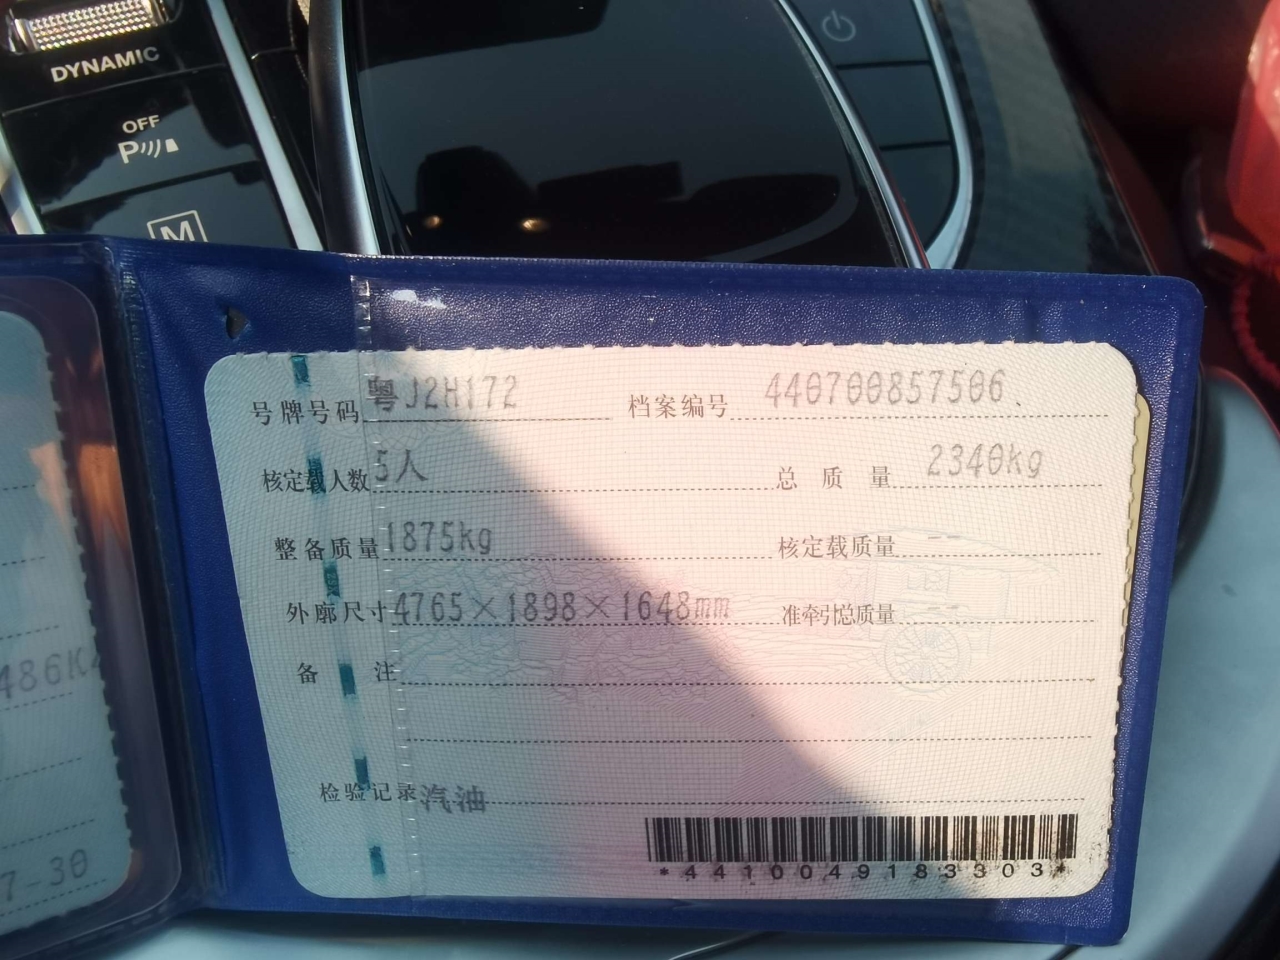 DYNAMIC
OFF
P
M
号牌号码 粤J2H172 档案编号 440700857506
核定载人数 5人 总质量 2340kg
整备质量 1875kg 核定载质量 --
外廓尺寸 4765×1898×1648mm 准牵引总质量 --
备注
检验记录 汽油
*4410049183303*
486K
7-30